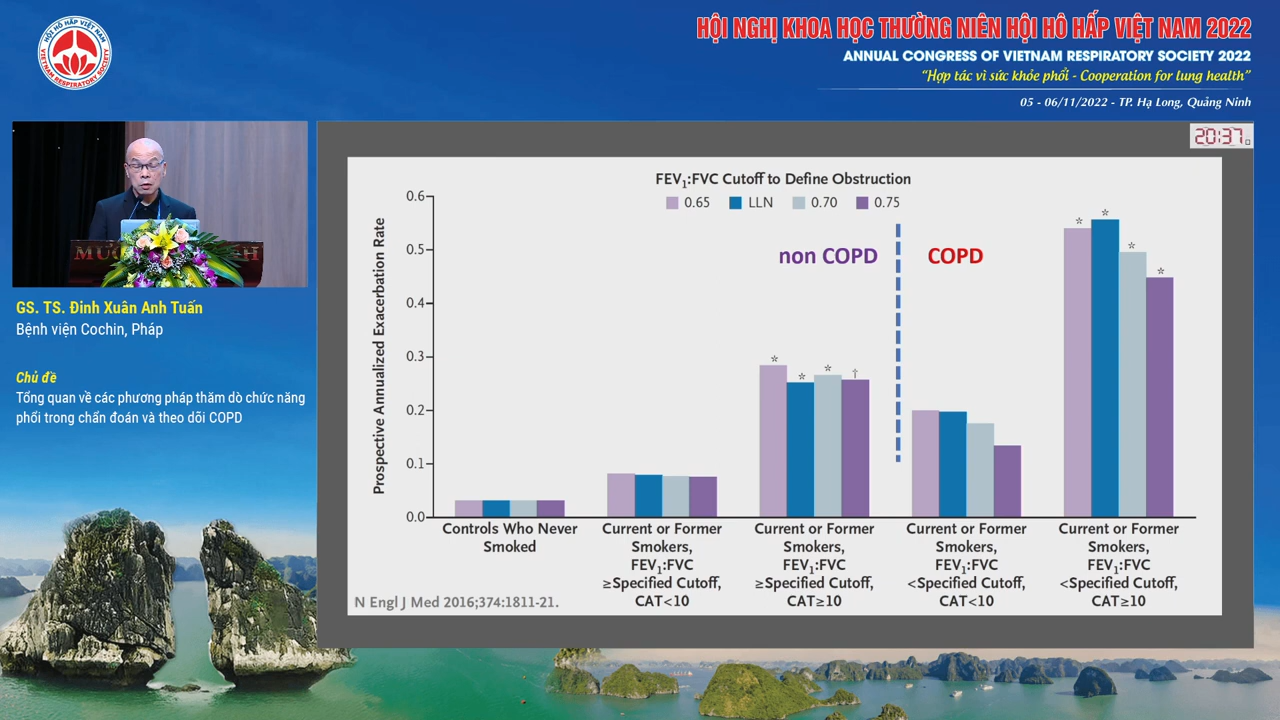 HỘI HÔ HẤP VIỆT NAM
VIETNAM RESPIRATORY SOCIETY
HỘI NGHỊ KHOA HỌC THƯỜNG NIÊN HỘI HÔ HẤP VIỆT NAM 2022
ANNUAL CONGRESS OF VIETNAM RESPIRATORY SOCIETY 2022
“Hợp tác vì sức khỏe phổi - Cooperation for lung health”
05 - 06/11/2022 - TP. Hạ Long, Quảng Ninh
20:37
GS. TS. Đinh Xuân Anh Tuấn
Bệnh viện Cochin, Pháp
Chủ đề
Tổng quan về các phương pháp thăm dò chức năng
phổi trong chẩn đoán và theo dõi COPD
FEV₁:FVC Cutoff to Define Obstruction
0.65 LLN 0.70 0.75
non COPD COPD
Prospective Annualized Exacerbation Rate
0.6
0.5
0.4
0.3
0.2
0.1
0.0
* * * †
* * * *
Controls Who Never
Smoked
Current or Former
Smokers,
FEV₁:FVC
≥Specified Cutoff,
CAT<10
Current or Former
Smokers,
FEV₁:FVC
≥Specified Cutoff,
CAT≥10
Current or Former
Smokers,
FEV₁:FVC
<Specified Cutoff,
CAT<10
Current or Former
Smokers,
FEV₁:FVC
<Specified Cutoff,
CAT≥10
N Engl J Med 2016;374:1811-21.